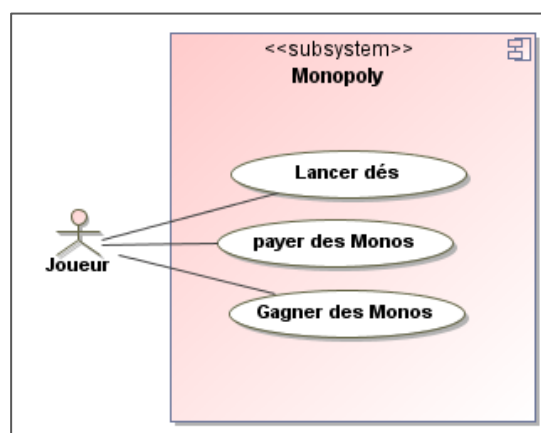 <<subsystem>>
Monopoly
Lancer dés
payer des Monos
Joueur
Gagner des Monos